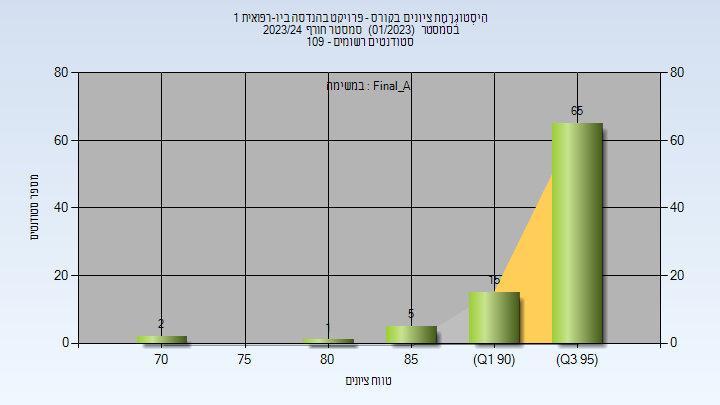 היסטוגרמת ציונים בקורס - פרויקט בהנדסה ביו-רפואית 1
בסמסטר (01/2023) סמסטר חורף 2023/24
סטודנטים רשומים - 109
במשימה : Final_A
80 80
60 60
40 40
20 20
0 0
מספר סטודנטים
2 1 5 15 65
70 75 80 85 (Q1 90) (Q3 95)
טווח ציונים